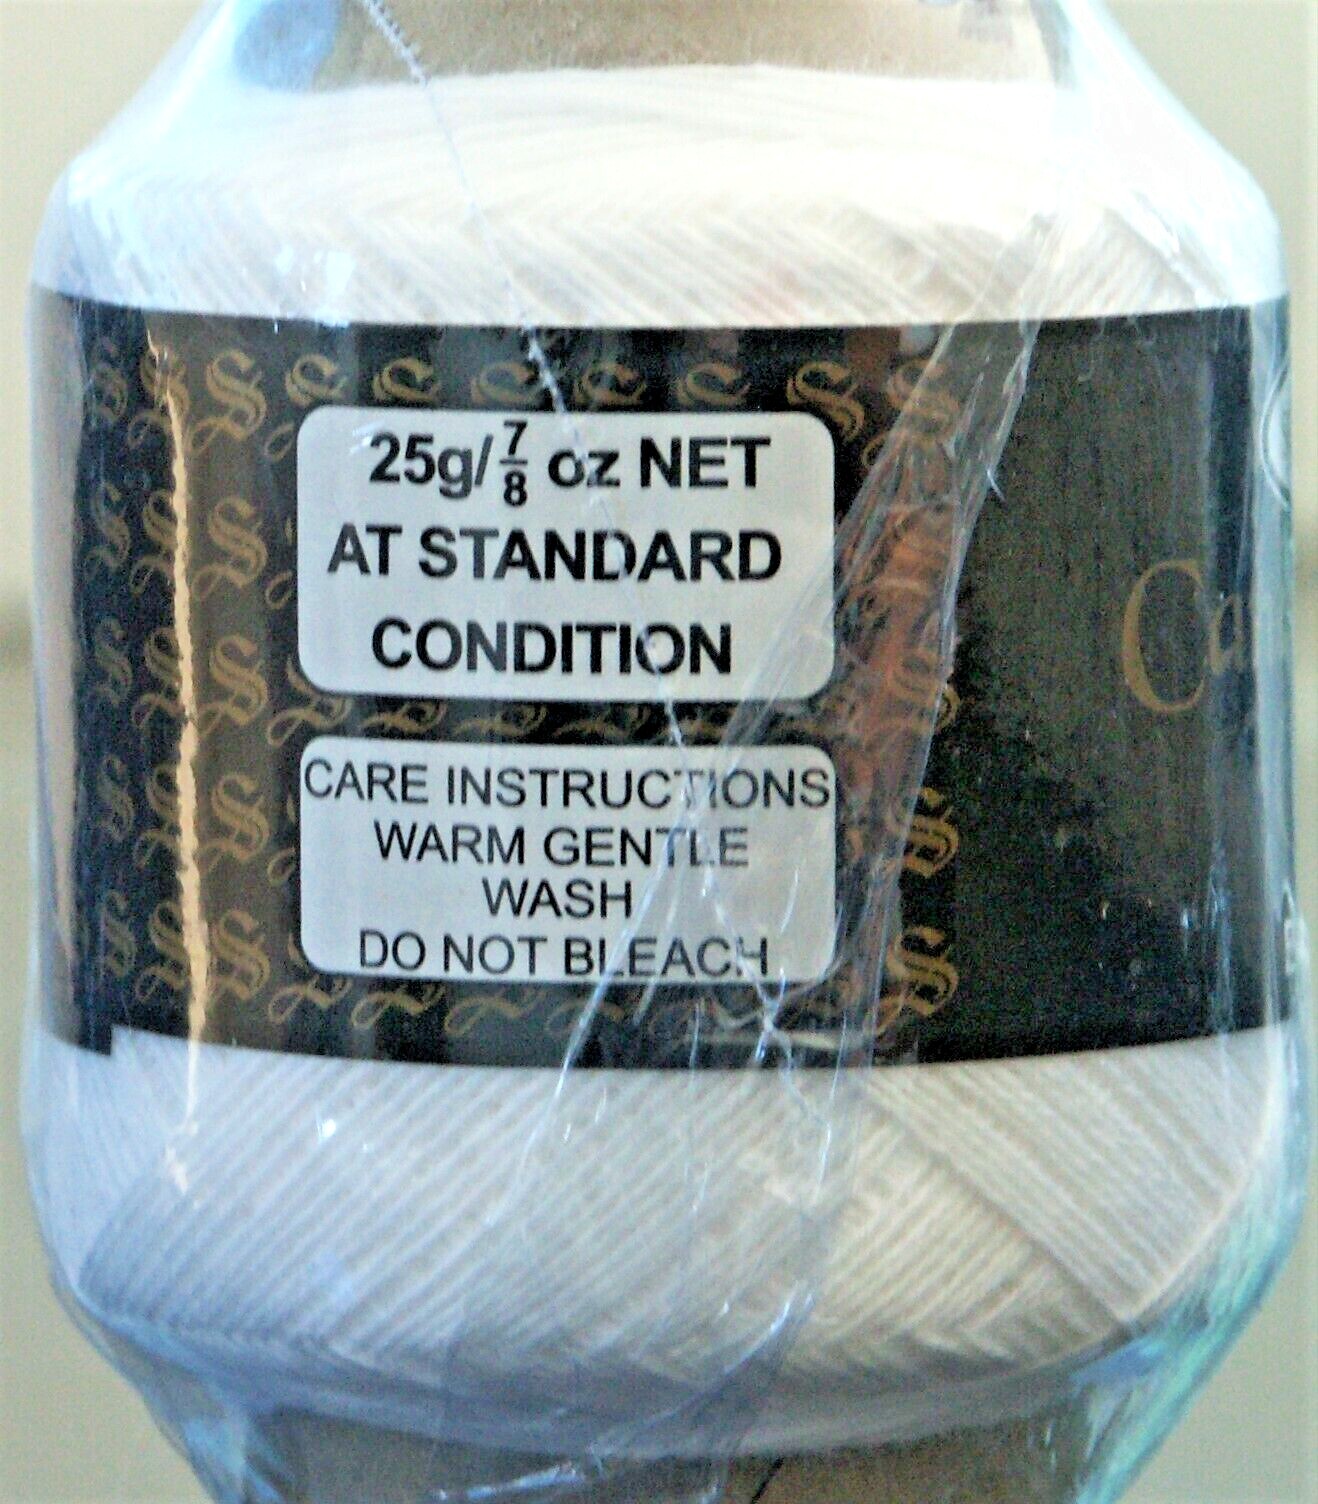 25g/7/8 oz NET
AT STANDARD
CONDITION
CARE INSTRUCTIONS
WARM GENTLE
WASH
DO NOT BLEACH